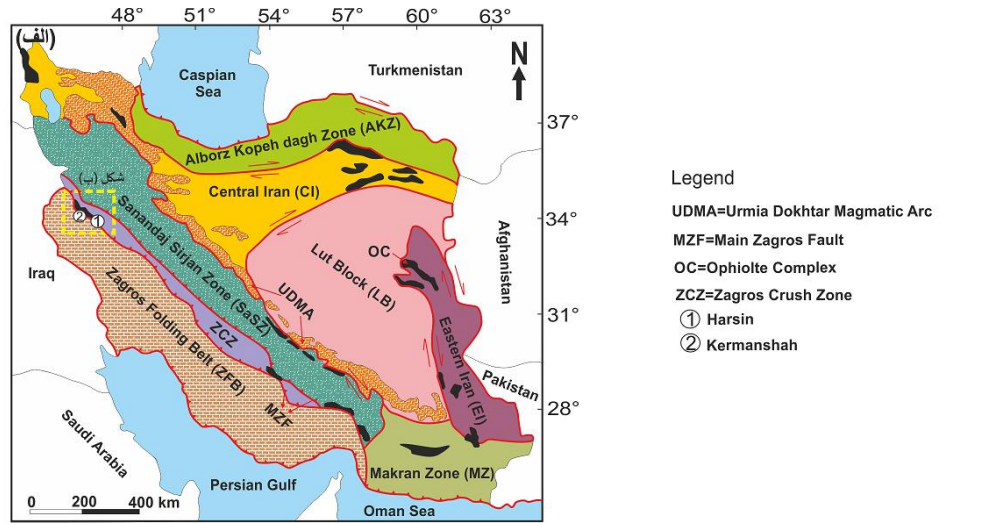 48° 51° 54° 57° 60° 63°
(الف)
N
Caspian
Sea
Turkmenistan
37°
Alborz Kopeh dagh Zone (AKZ)
شکل (ب)
Central Iran (CI)
34°
2 1
Sanandaj Sirjan Zone (SaSZ)
Afghanistan
OC
Lut Block (LB)
Iraq
UDMA
Zagros Folding Belt (ZFB)
ZCZ
31°
Eastern Iran (EI)
Pakistan
MZF
28°
Saudi Arabia
Persian Gulf
Makran Zone (MZ)
0 200 400 km
Oman Sea
Legend
UDMA=Urmia Dokhtar Magmatic Arc
MZF=Main Zagros Fault
OC=Ophiolte Complex
ZCZ=Zagros Crush Zone
1 Harsin
2 Kermanshah